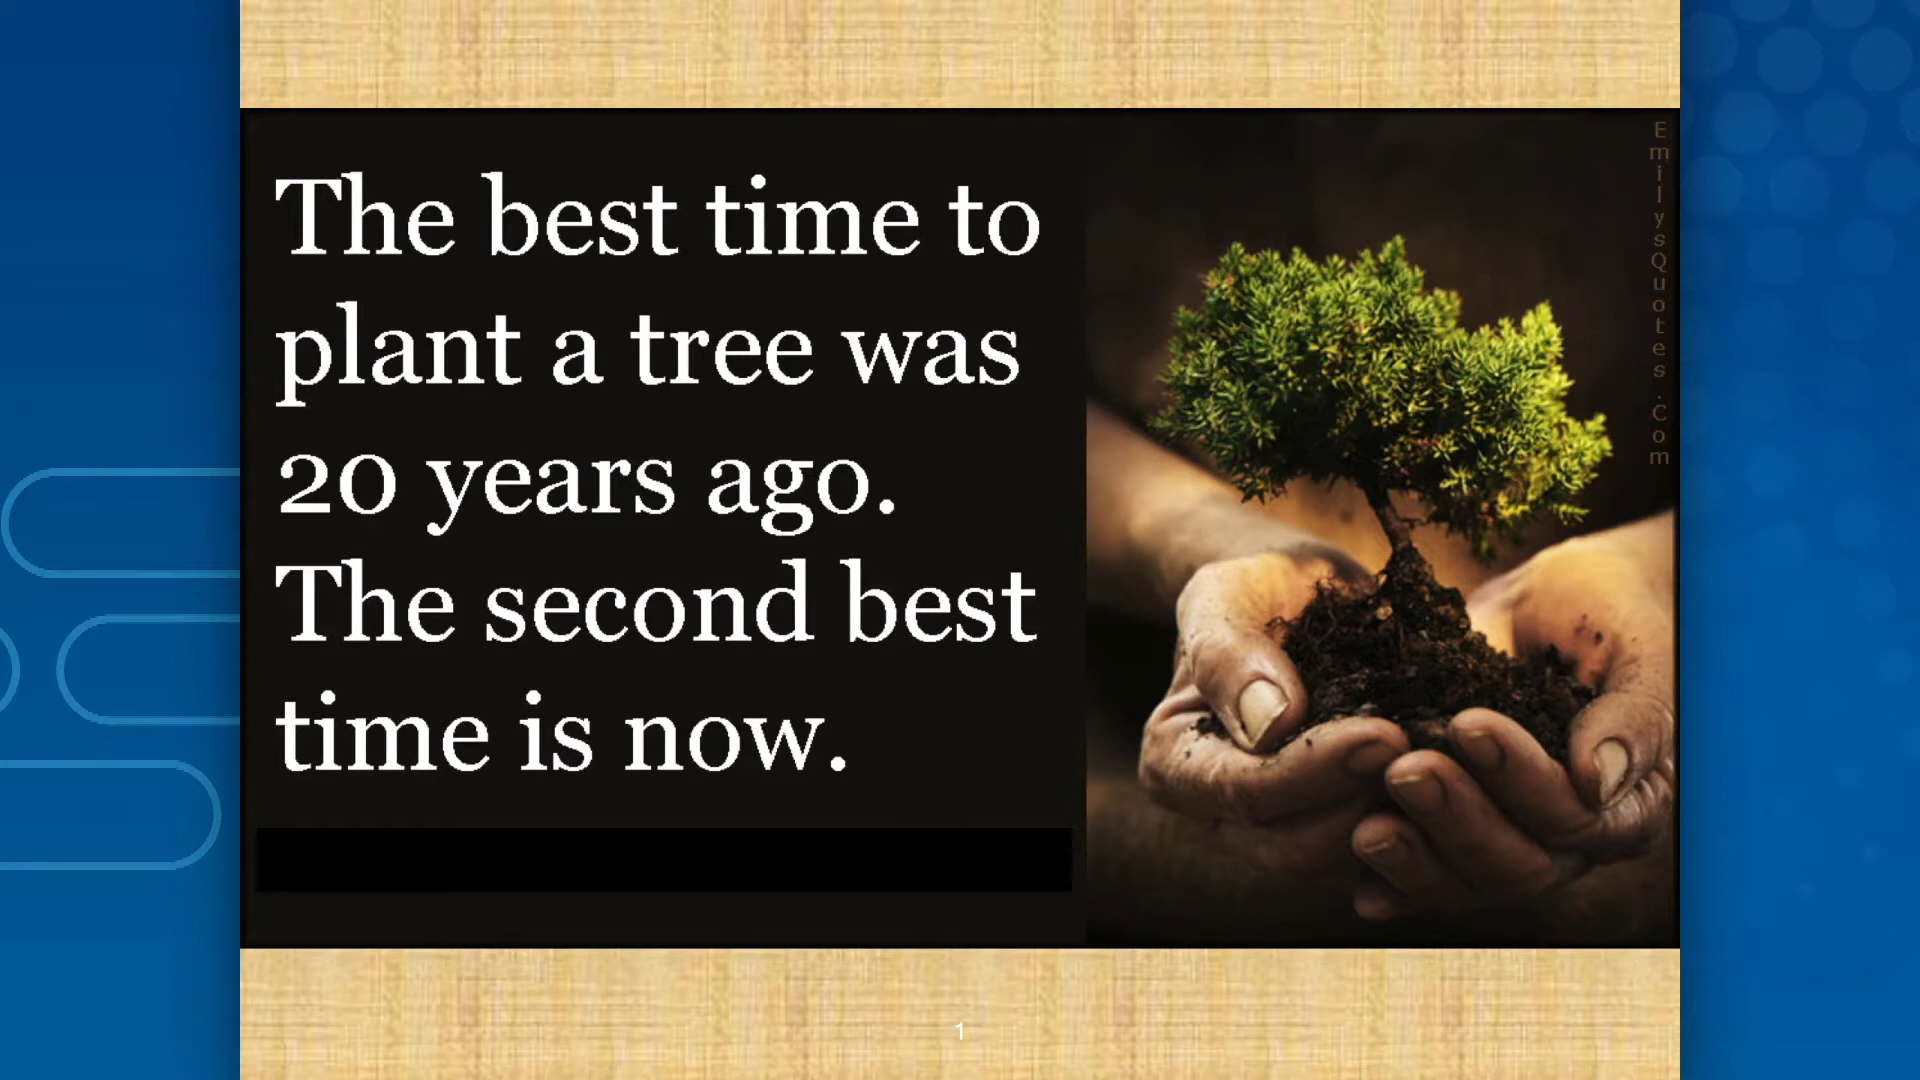 The best time to
plant a tree was
20 years ago.
The second best
time is now.
EmilysQuotes.Com
1